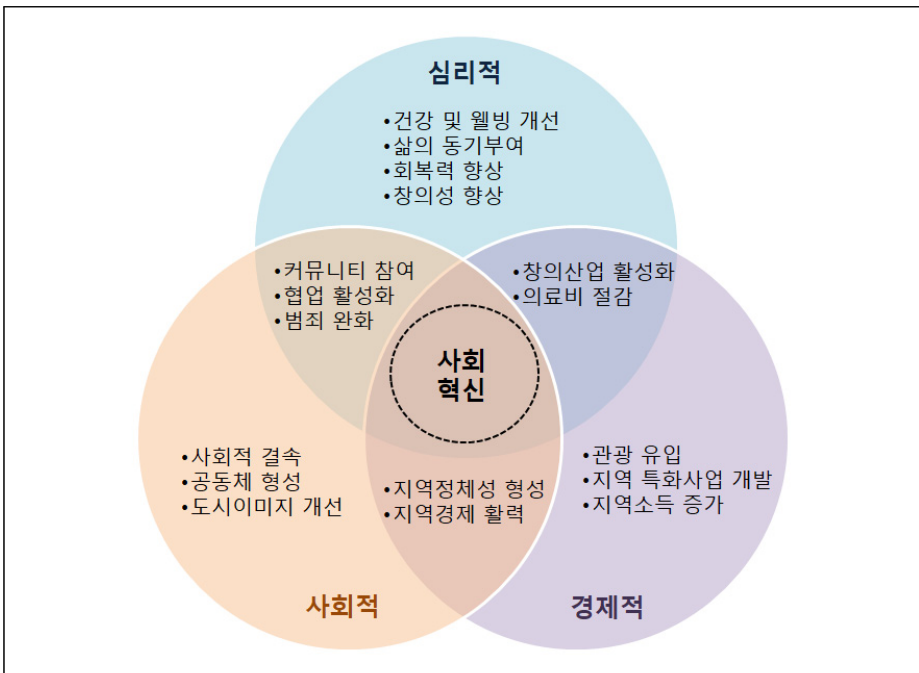 심리적
•건강 및 웰빙 개선
•삶의 동기부여
•회복력 향상
•창의성 향상
•커뮤니티 참여
•협업 활성화
•범죄 완화
•창의산업 활성화
•의료비 절감
사회
혁신
•사회적 결속
•공동체 형성
•도시이미지 개선
•지역정체성 형성
•지역경제 활력
•관광 유입
•지역 특화사업 개발
•지역소득 증가
사회적
경제적